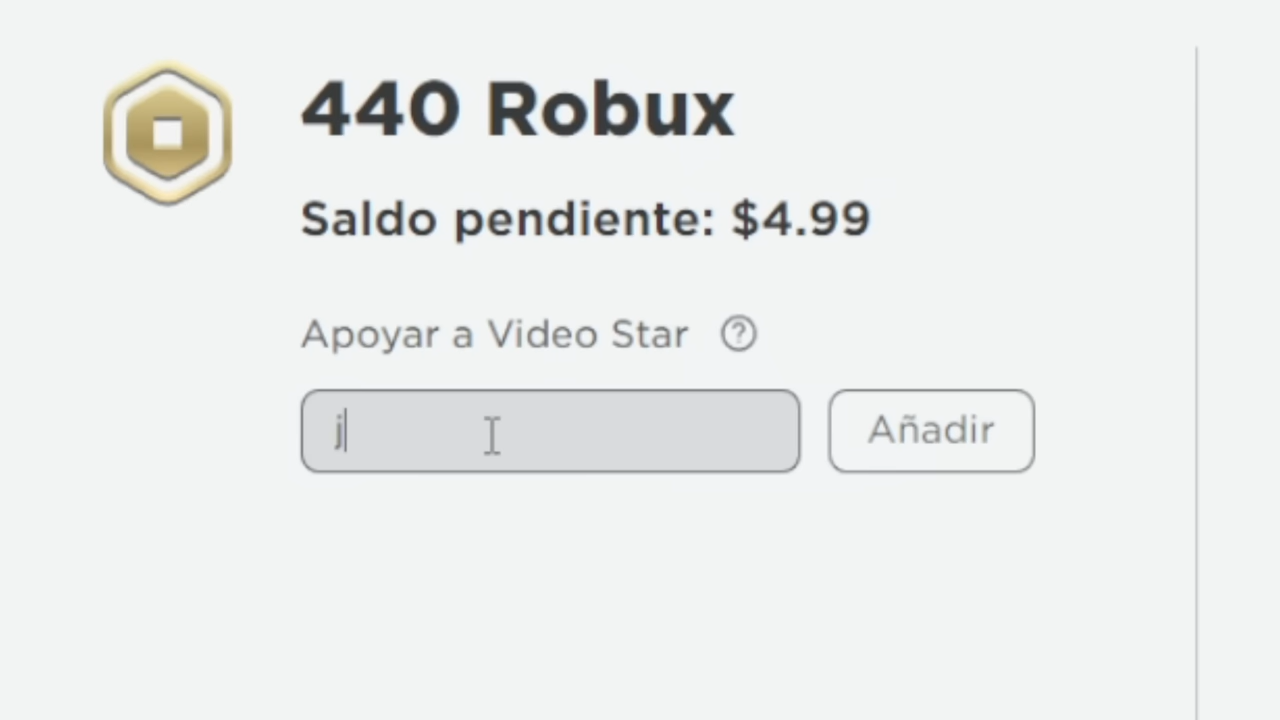 440 Robux
Saldo pendiente: $4.99
Apoyar a Video Star ?
j
Añadir